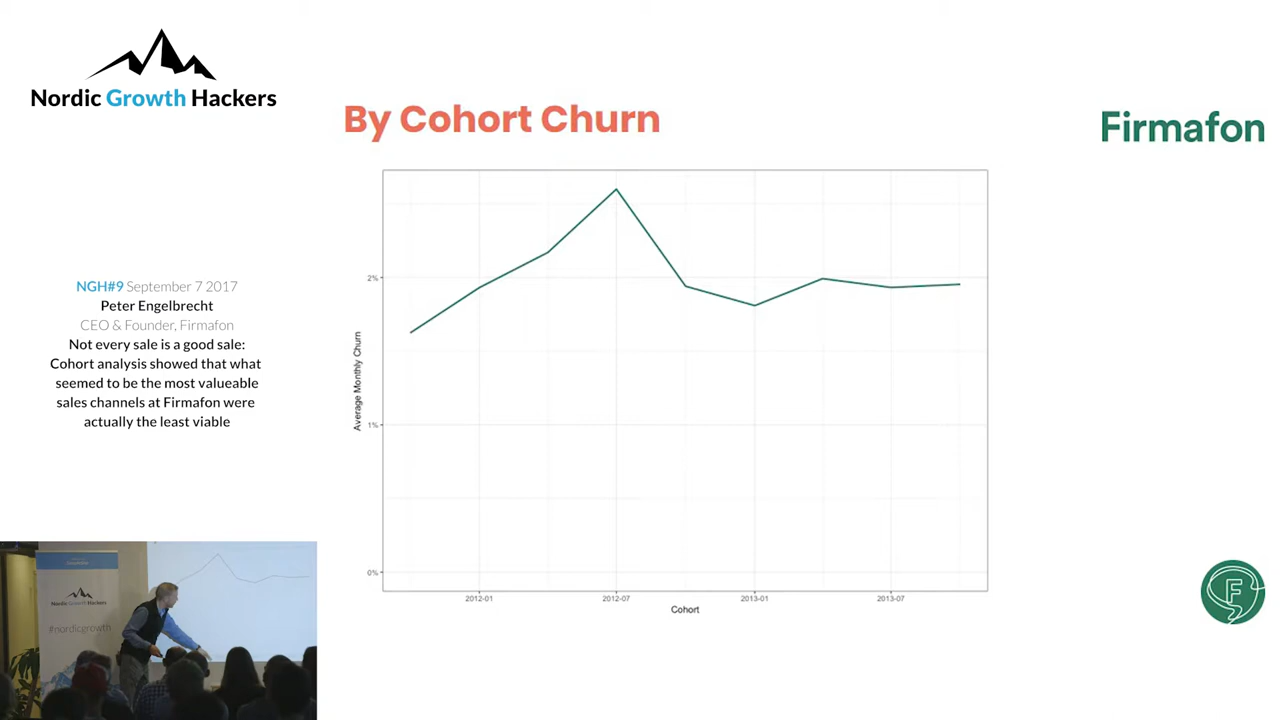 Nordic Growth Hackers
By Cohort Churn
Firmafon
NGH#9 September 7 2017
Peter Engelbrecht
CEO & Founder, Firmafon
Not every sale is a good sale:
Cohort analysis showed that what
seemed to be the most valueable
sales channels at Firmafon were
actually the least viable
Average Monthly Churn
2%
1%
0%
2012-01
2012-07
2013-01
2013-07
Cohort
F
Nordic Growth Hackers
#nordicgrowth